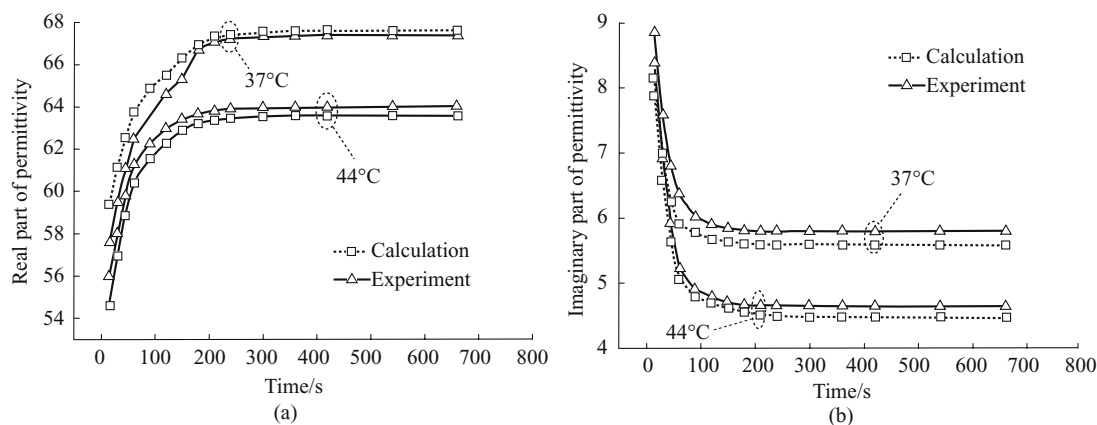 (a)
68
66
64
62
60
58
56
54
Real part of permittivity
37°C
44°C
Calculation
Experiment
0 100 200 300 400 500 600 700 800
Time/s
(a)
(b)
9
8
7
6
5
4
Imaginary part of permittivity
Calculation
Experiment
37°C
44°C
0 100 200 300 400 500 600 700 800
Time/s
(b)